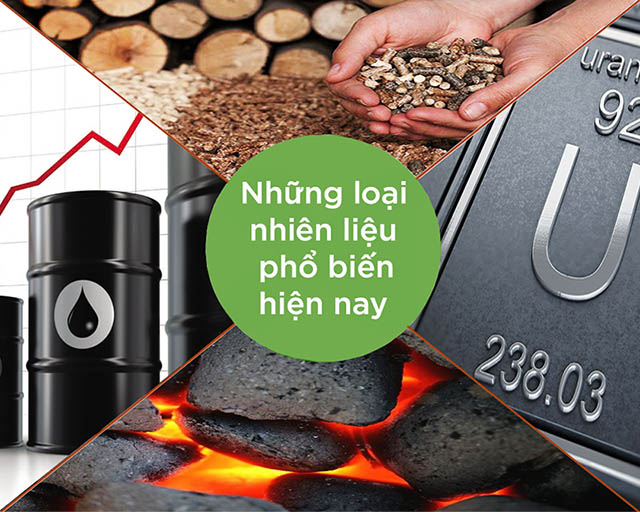 uran
92
U
238.03
Những loại
nhiên liệu
phổ biến
hiện nay